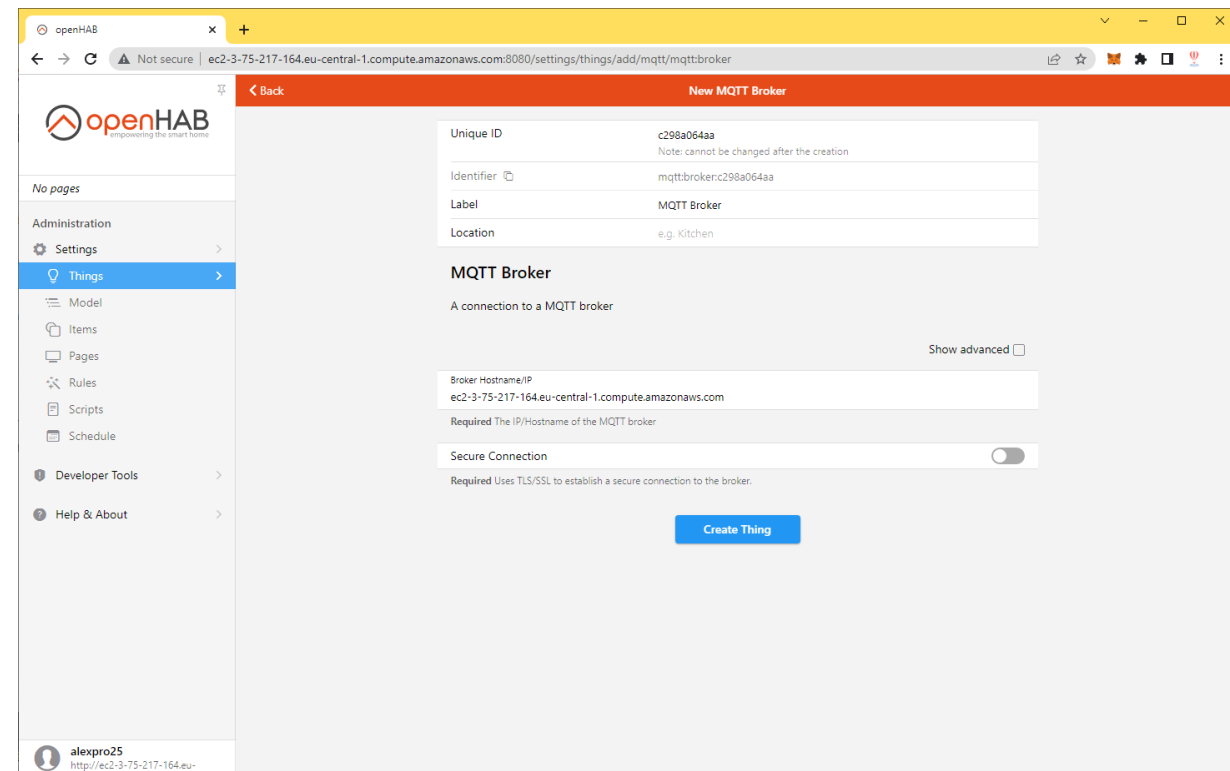 openHAB
Not secure | ec2-3-75-217-164.eu-central-1.compute.amazonaws.com:8080/settings/things/add/mqtt/mqtt:broker
Back
New MQTT Broker
openHAB
empowering the smart home
No pages
Administration
Settings
Things
Model
Items
Pages
Rules
Scripts
Schedule
Developer Tools
Help & About
alexpro25
http://ec2-3-75-217-164.eu-
Unique ID
c298a064aa
Note: cannot be changed after the creation
Identifier
mqtt:broker:c298a064aa
Label
MQTT Broker
Location
e.g. Kitchen
MQTT Broker
A connection to a MQTT broker
Show advanced
Broker Hostname/IP
ec2-3-75-217-164.eu-central-1.compute.amazonaws.com
Required The IP/Hostname of the MQTT broker
Secure Connection
Required Uses TLS/SSL to establish a secure connection to the broker.
Create Thing